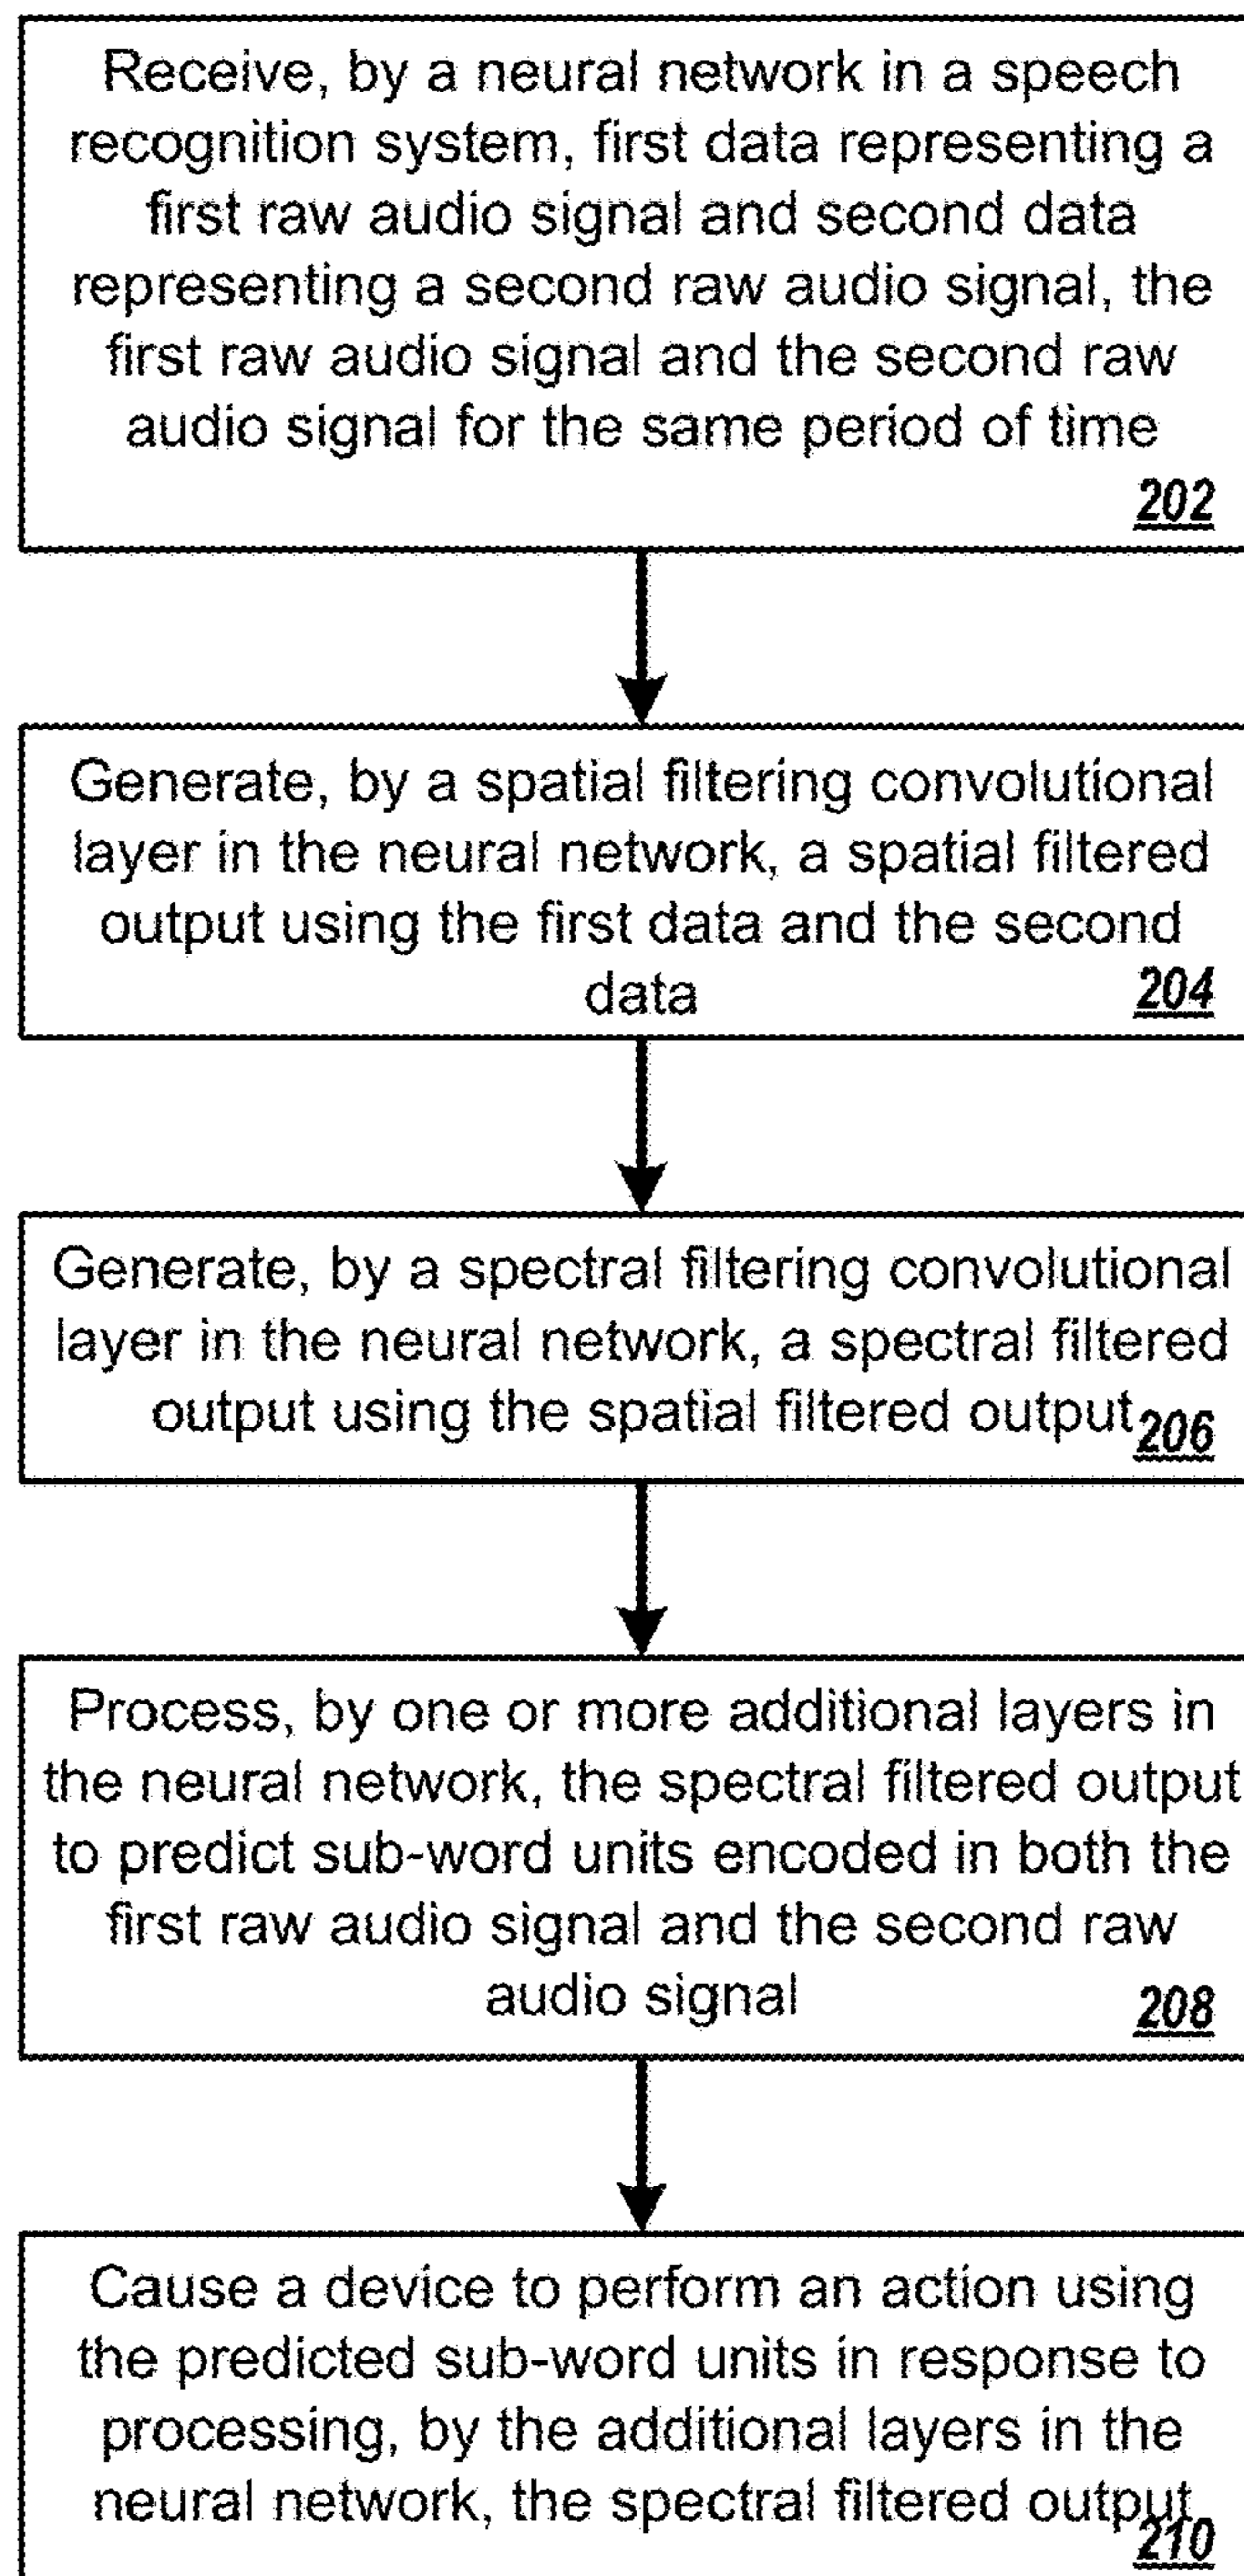 Receive, by a neural network in a speech
recognition system, first data representing a
first raw audio signal and second data
representing a second raw audio signal, the
first raw audio signal and the second raw
audio signal for the same period of time
202
Generate, by a spatial filtering convolutional
layer in the neural network, a spatial filtered
output using the first data and the second
data
204
Generate, by a spectral filtering convolutional
layer in the neural network, a spectral filtered
output using the spatial filtered output
206
Process, by one or more additional layers in
the neural network, the spectral filtered output
to predict sub-word units encoded in both the
first raw audio signal and the second raw
audio signal
208
Cause a device to perform an action using
the predicted sub-word units in response to
processing, by the additional layers in the
neural network, the spectral filtered output
210